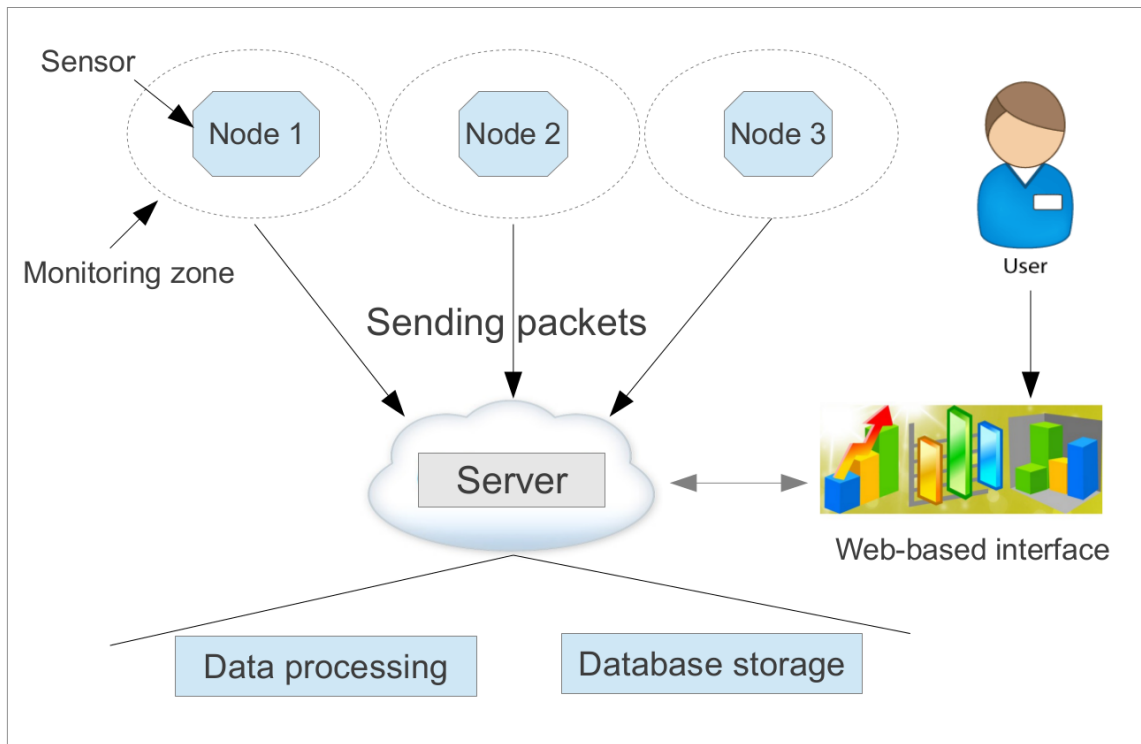 Sensor
Node 1
Node 2
Node 3
Monitoring zone
User
Sending packets
Server
Web-based interface
Data processing
Database storage